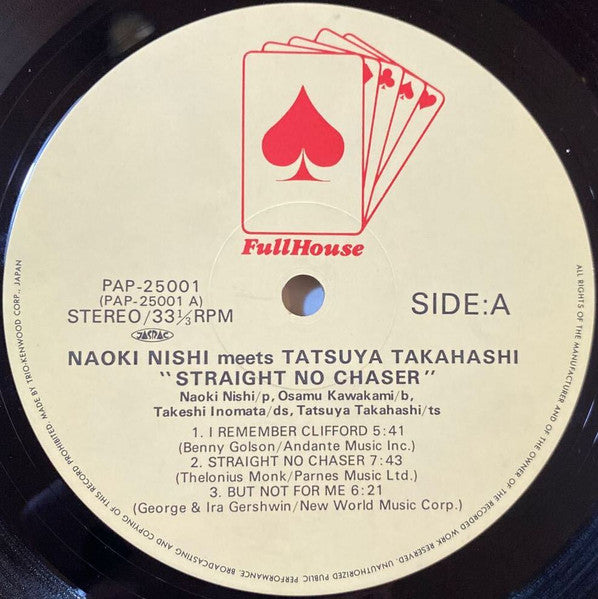 FullHouse
PAP-25001
(PAP-25001 A)
STEREO/33⅓RPM
JASRAC
SIDE:A
NAOKI NISHI meets TATSUYA TAKAHASHI
"STRAIGHT NO CHASER"
Naoki Nishi/p, Osamu Kawakami/b,
Takeshi Inomata/ds, Tatsuya Takahashi/ts
1. I REMEMBER CLIFFORD 5:41
(Benny Golson/Andante Music Inc.)
2. STRAIGHT NO CHASER 7:43
(Thelonius Monk/Parnes Music Ltd.)
3. BUT NOT FOR ME 6:21
(George & Ira Gershwin/New World Music Corp.)
ALL RIGHTS OF THE MANUFACTURER AND OF THE OWNER OF THE RECORDED WORK RESERVED. UNAUTHORIZED PUBLIC PERFORMANCE, BROADCASTING AND COPYING OF THIS RECORD PROHIBITED. MADE BY TRIO-KENWOOD CORP., JAPAN